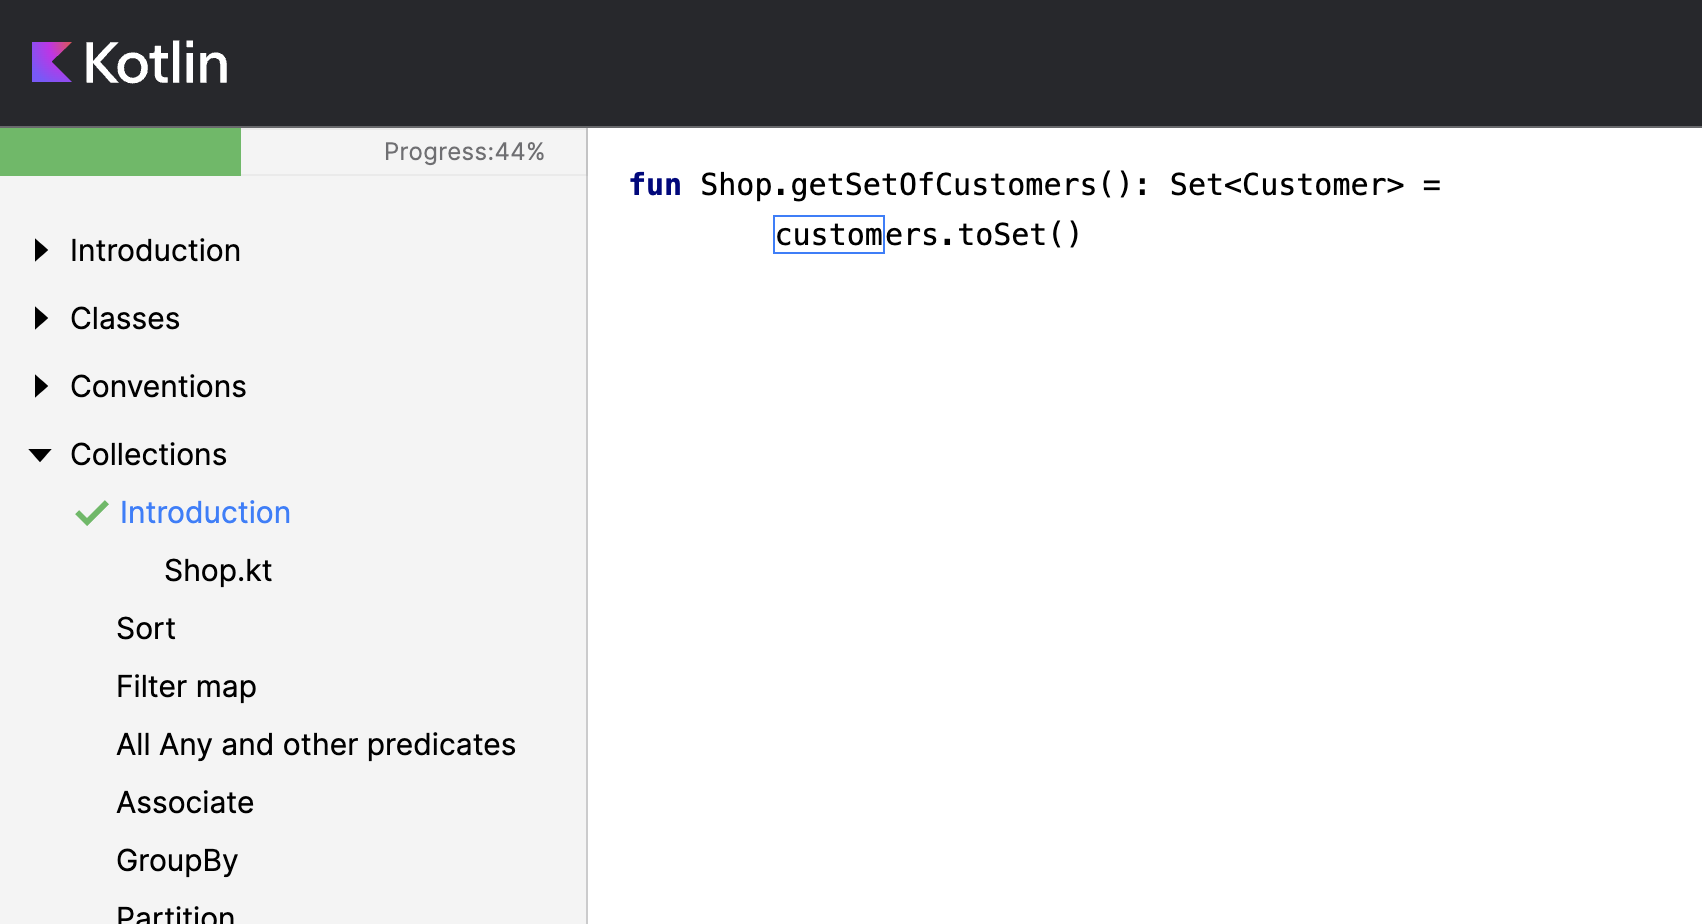 Kotlin
Progress:44%
Introduction
Classes
Conventions
Collections
Introduction
Shop.kt
Sort
Filter map
All Any and other predicates
Associate
GroupBy
Partition
fun Shop.getSetOfCustomers(): Set<Customer> =
customers.toSet()